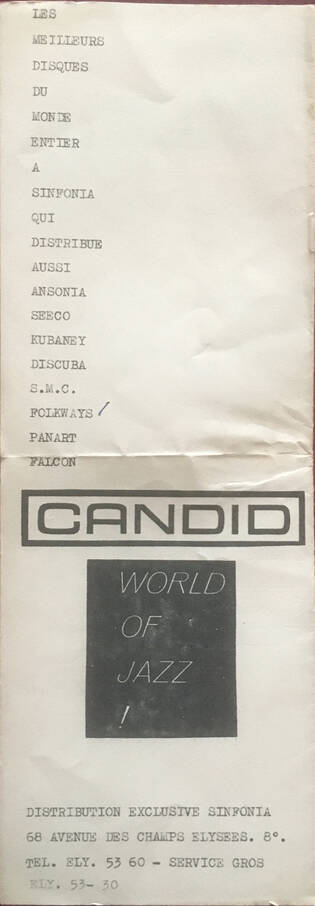 LES
MEILLEURS
DISQUES
DU
MONDE
ENTIER
A
SINFONIA
QUI
DISTRIBUE
AUSSI
ANSONIA
SEECO
KUBANEY
DISCUBA
S.M.C.
FOLKWAYS /
PANART
FALCON
CANDID
WORLD
OF
JAZZ
!
DISTRIBUTION EXCLUSIVE SINFONIA
68 AVENUE DES CHAMPS ELYSEES. 8°.
TEL. ELY. 53 60 - SERVICE GROS
ELY. 53- 30